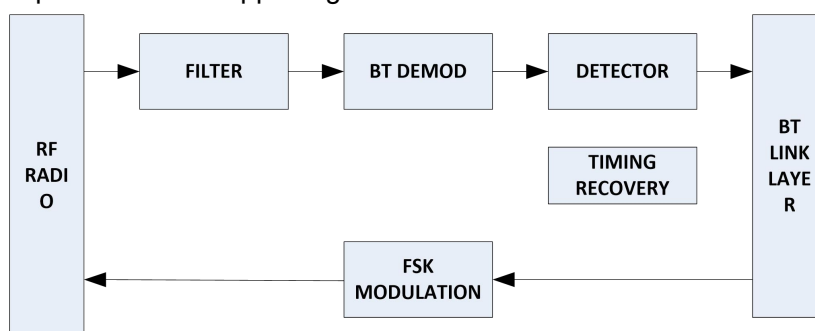 FILTER
BT DEMOD
DETECTOR
RF
RADI
O
BT
LINK
LAYE
R
TIMING
RECOVERY
FSK
MODULATION